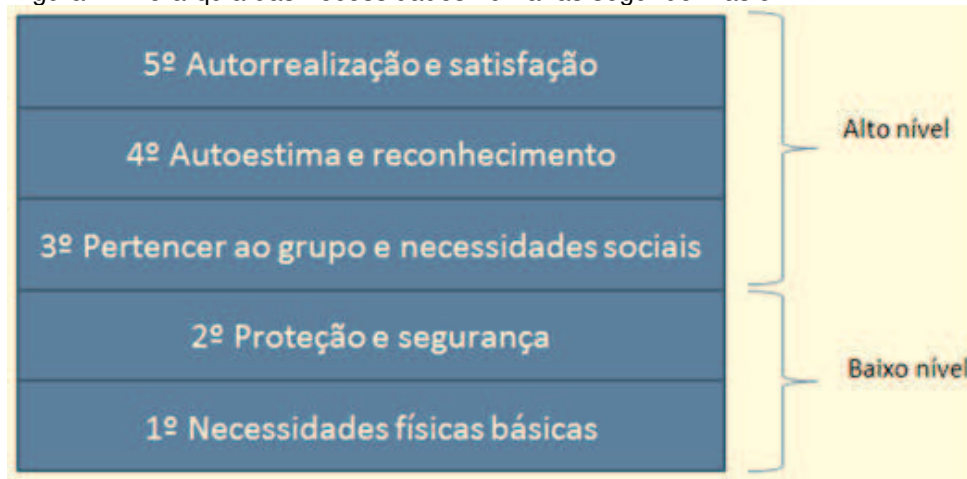 5º Autorrealização e satisfação
4º Autoestima e reconhecimento
Alto nível
3º Pertencer ao grupo e necessidades sociais
2º Proteção e segurança
Baixo nível
1º Necessidades físicas básicas